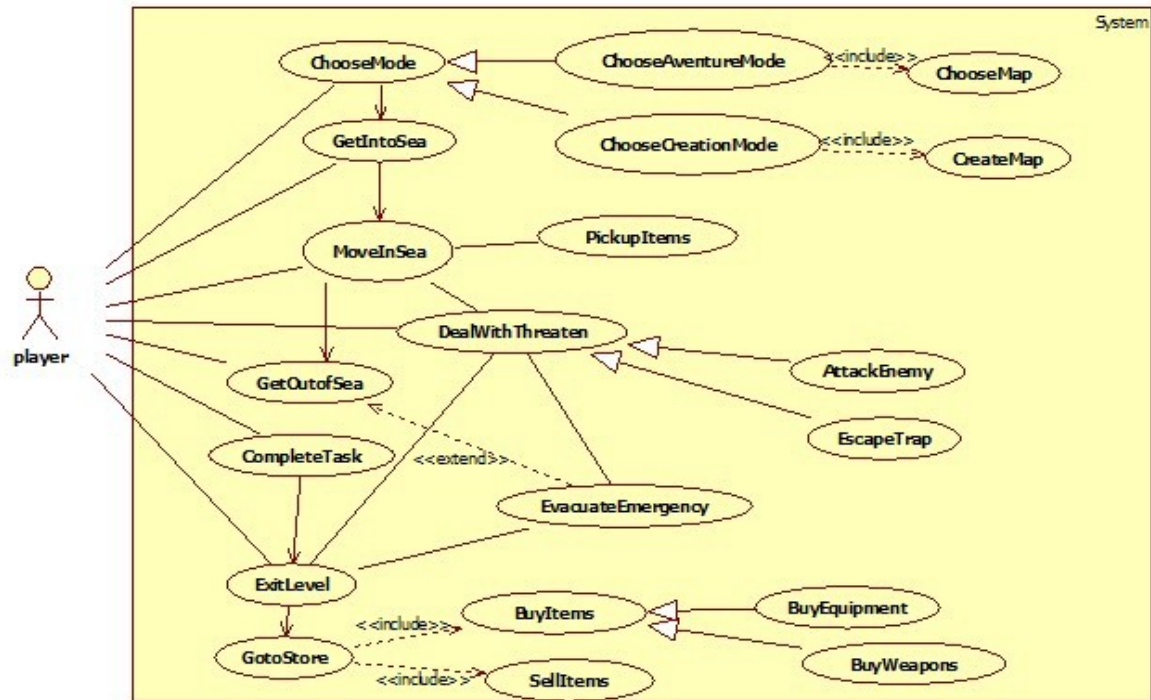 System
ChooseMode
ChooseAventureMode
<<include>>
ChooseMap
GetIntoSea
ChooseCreationMode
<<include>>
CreateMap
MoveInSea
PickupItems
player
DealWithThreaten
GetOutofSea
AttackEnemy
EscapeTrap
CompleteTask
<<extend>>
EvacuateEmergency
ExitLevel
<<include>>
BuyItems
BuyEquipment
GotoStore
<<include>>
SellItems
BuyWeapons